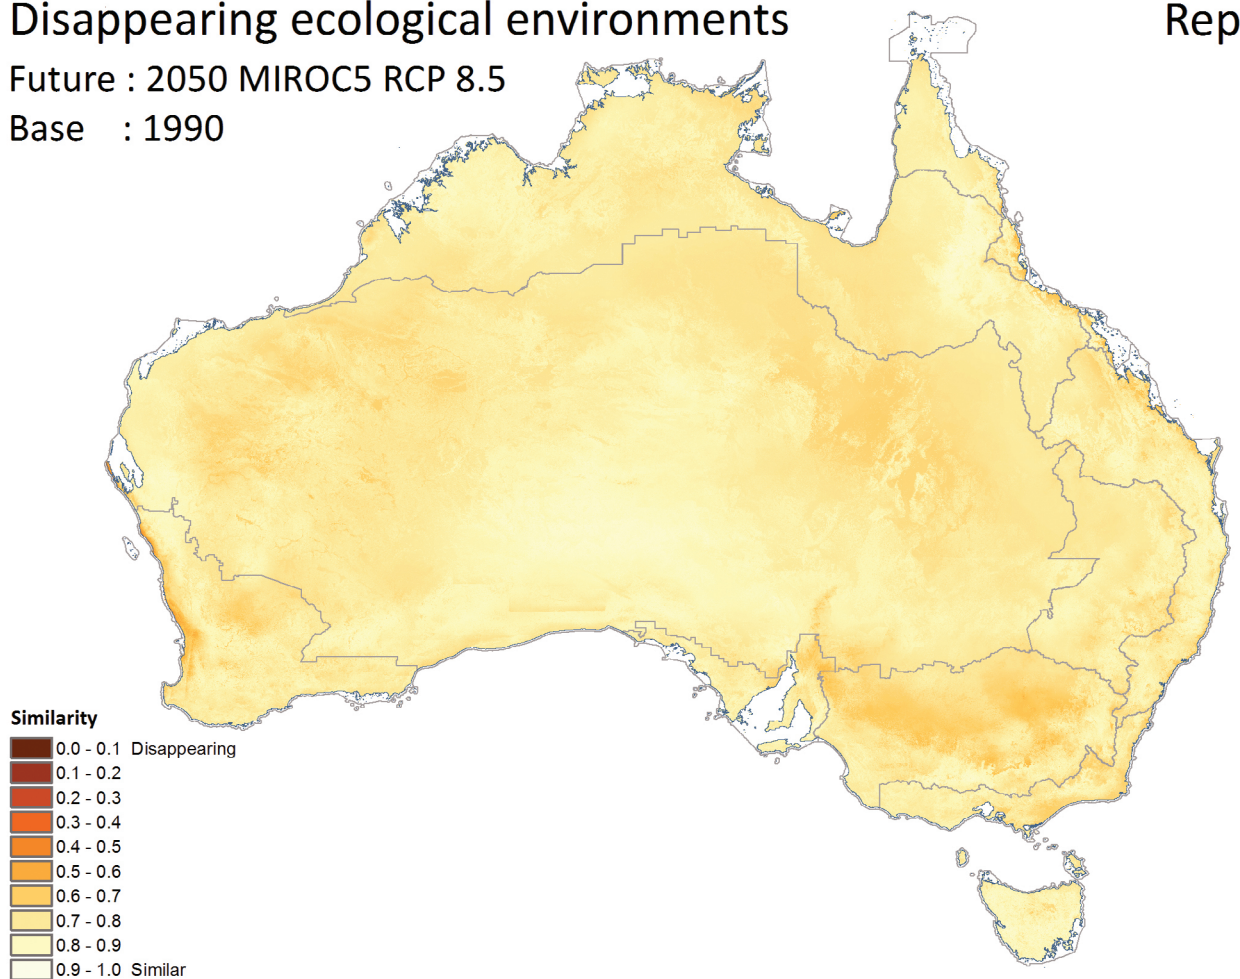 Disappearing ecological environments
Rep
Future : 2050 MIROC5 RCP 8.5
Base : 1990
Similarity
0.0 - 0.1 Disappearing
0.1 - 0.2
0.2 - 0.3
0.3 - 0.4
0.4 - 0.5
0.5 - 0.6
0.6 - 0.7
0.7 - 0.8
0.8 - 0.9
0.9 - 1.0 Similar